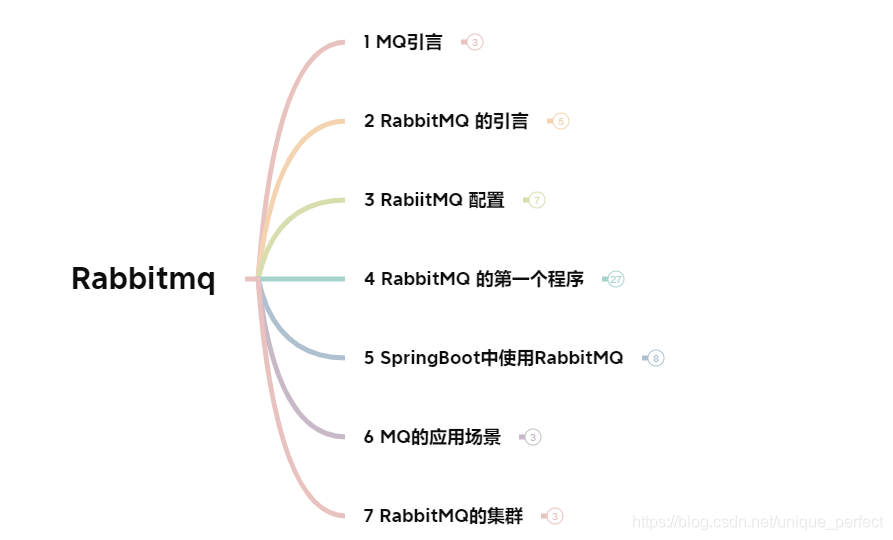 1 MQ引言 3
2 RabbitMQ 的引言 5
3 RabiitMQ 配置 7
Rabbitmq
4 RabbitMQ 的第一个程序 27
5 SpringBoot中使用RabbitMQ 8
6 MQ的应用场景 3
7 RabbitMQ的集群 3
https://blog.csdn.net/unique_perfect